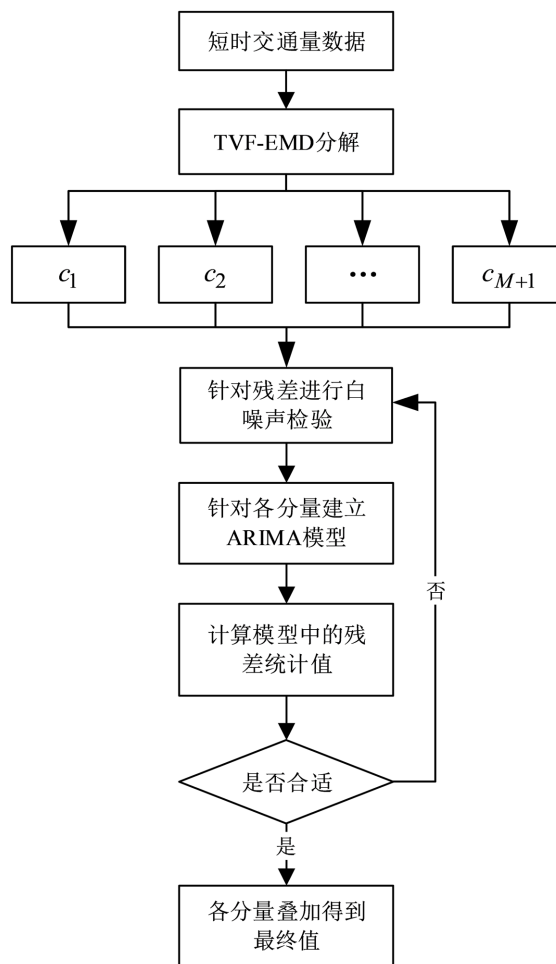 短时交通量数据
TVF-EMD分解
c1
c2
···
cM+1
针对残差进行白
噪声检验
针对各分量建立
ARIMA模型
否
计算模型中的残
差统计值
是否合适
是
各分量叠加得到
最终值